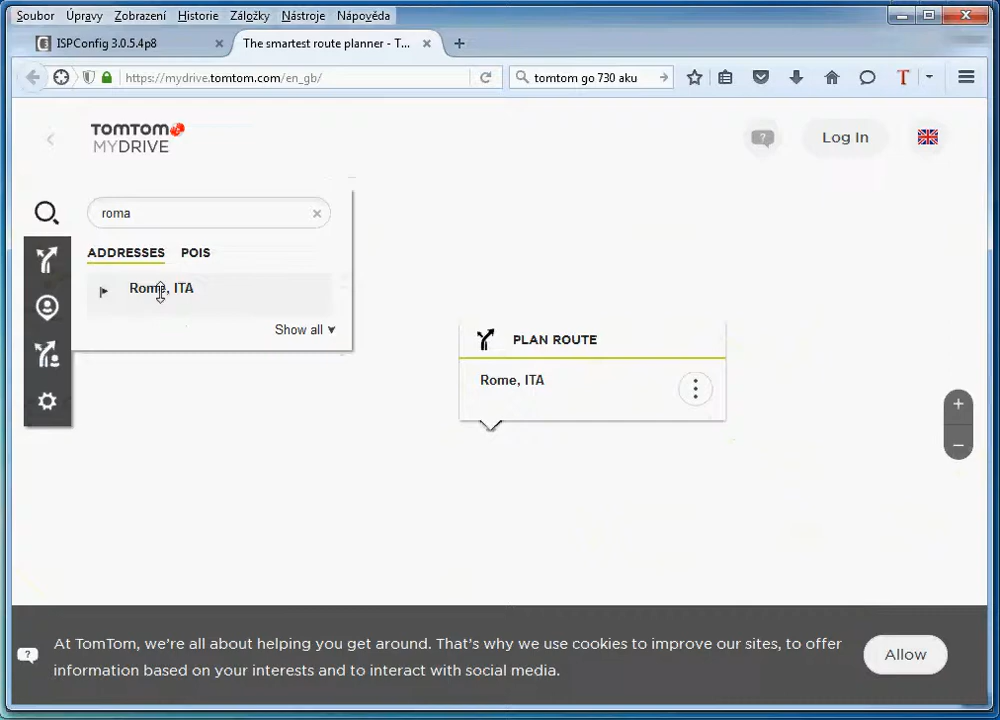 Soubor Úpravy Zobrazení Historie Záložky Nástroje Nápověda
ISPConfig 3.0.5.4p8
The smartest route planner - T...
https://mydrive.tomtom.com/en_gb/
tomtom go 730 aku
TOMTOM
MYDRIVE
Log In
roma
ADDRESSES POIS
Rome, ITA
Show all
PLAN ROUTE
Rome, ITA
At TomTom, we're all about helping you get around. That's why we use cookies to improve our sites, to offer
information based on your interests and to interact with social media.
Allow